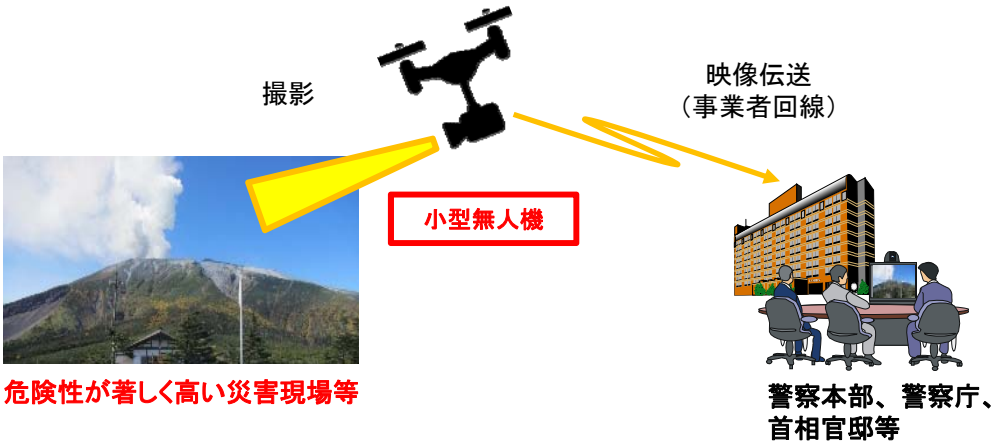 撮影
映像伝送
（事業者回線）
小型無人機
危険性が著しく高い災害現場等
警察本部、警察庁、
首相官邸等